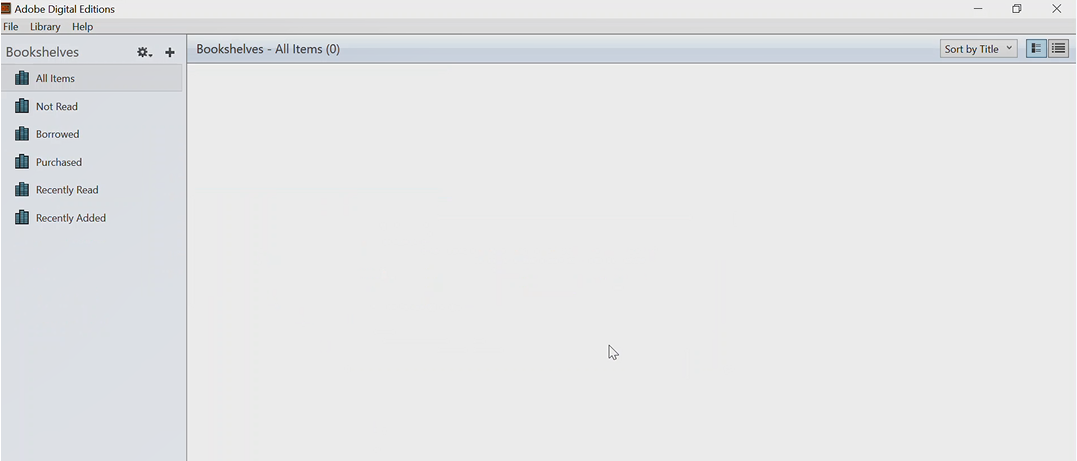 Adobe Digital Editions
File Library Help
Bookshelves
Bookshelves - All Items (0)
Sort by Title
All Items
Not Read
Borrowed
Purchased
Recently Read
Recently Added